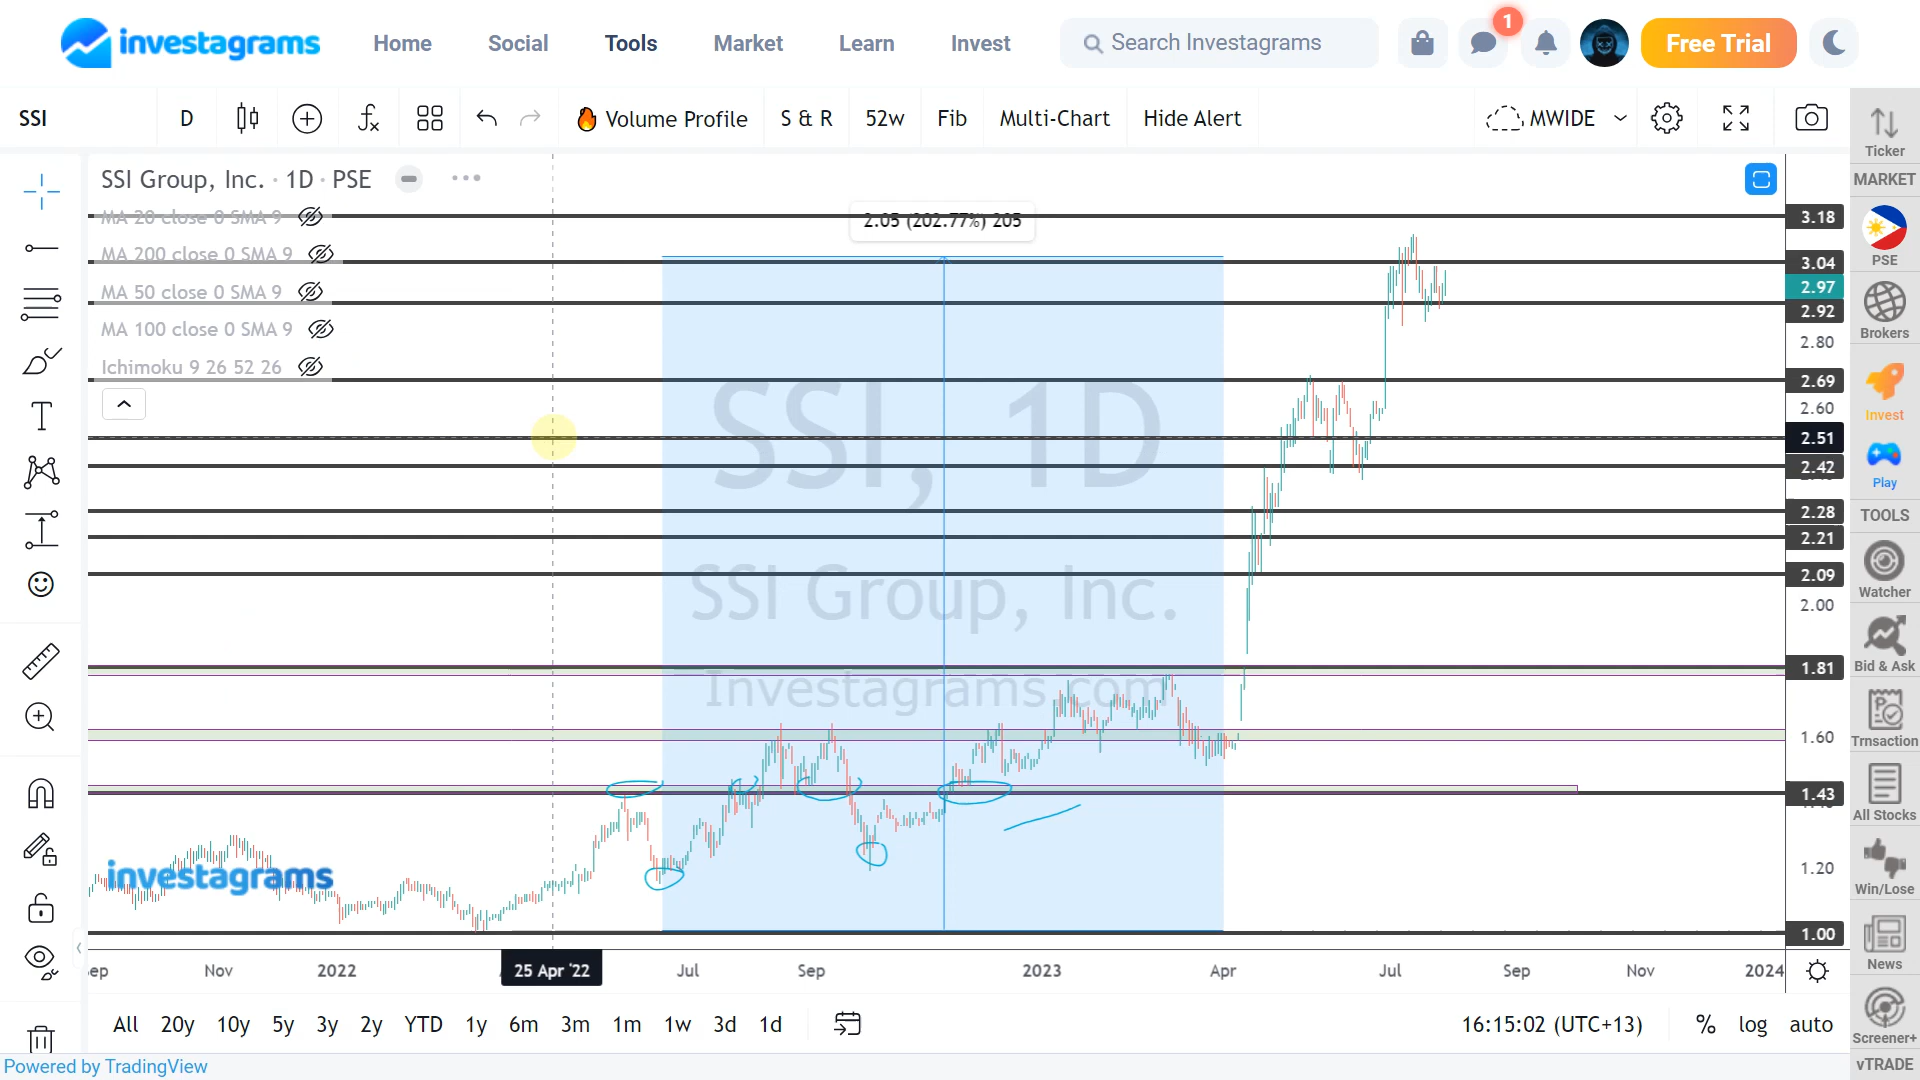 investagrams
Home Social Tools Market Learn Invest
Search Investagrams
1
Free Trial
SSI D Volume Profile S & R 52w Fib Multi-Chart Hide Alert MWIDE
SSI Group, Inc. · 1D · PSE
MA 20 close 0 SMA 9
MA 200 close 0 SMA 9
MA 50 close 0 SMA 9
MA 100 close 0 SMA 9
Ichimoku 9 26 52 26
2.05 (202.77%) 205
SSI, 1D
SSI Group, Inc.
Investagrams.com
investagrams
3.18
3.04
2.97
2.92
2.80
2.69
2.60
2.51
2.42
2.28
2.21
2.09
2.00
1.81
1.60
1.43
1.20
1.00
ep Nov 2022 25 Apr '22 Jul Sep 2023 Apr Jul Sep Nov 2024
All 20y 10y 5y 3y 2y YTD 1y 6m 3m 1m 1w 3d 1d
16:15:02 (UTC+13) % log auto
Powered by TradingView
Ticker
MARKET
PSE
Brokers
Invest
Play
TOOLS
Watcher
Bid & Ask
Trnsaction
All Stocks
Win/Lose
News
Screener+
vTRADE